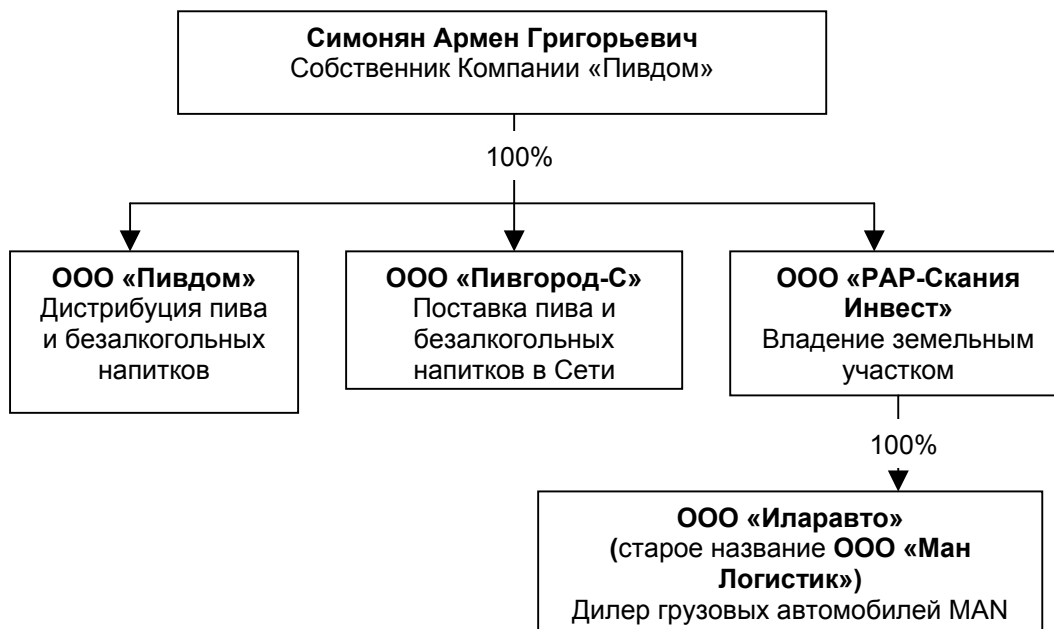 Симонян Армен Григорьевич
Собственник Компании «Пивдом»
100%
ООО «Пивдом»
Дистрибуция пива
и безалкогольных
напитков
ООО «Пивгород-С»
Поставка пива и
безалкогольных
напитков в Сети
ООО «РАР-Скания
Инвест»
Владение земельным
участком
100%
ООО «Иларавто»
(старое название ООО «Ман
Логистик»)
Дилер грузовых автомобилей MAN